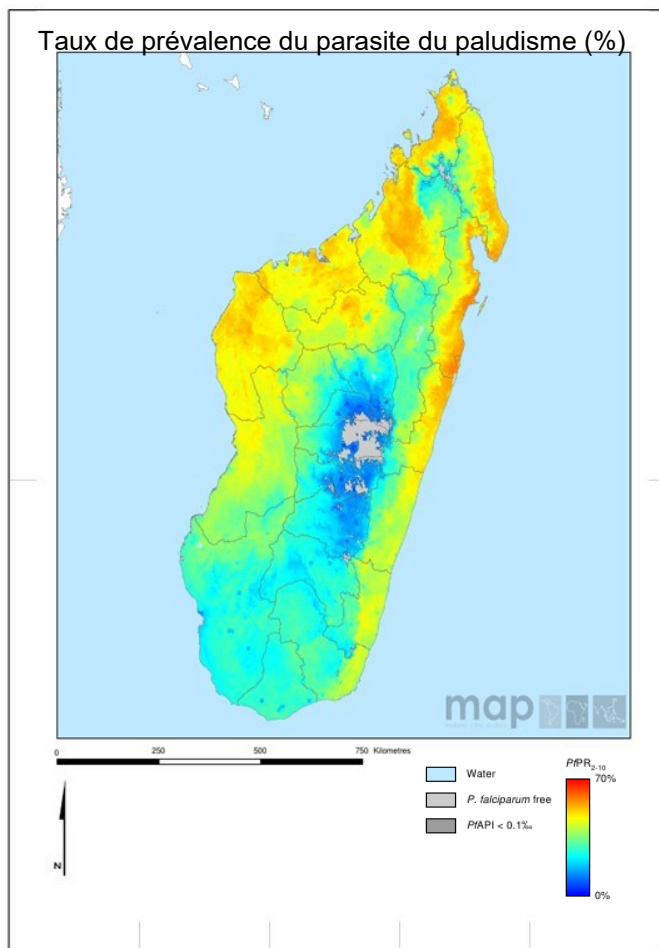 Taux de prévalence du parasite du paludisme (%)
map
0 250 500 750 Kilometres
N
Water
P. falciparum free
PfAPI < 0.1‰
PfPR2-10
70%
0%